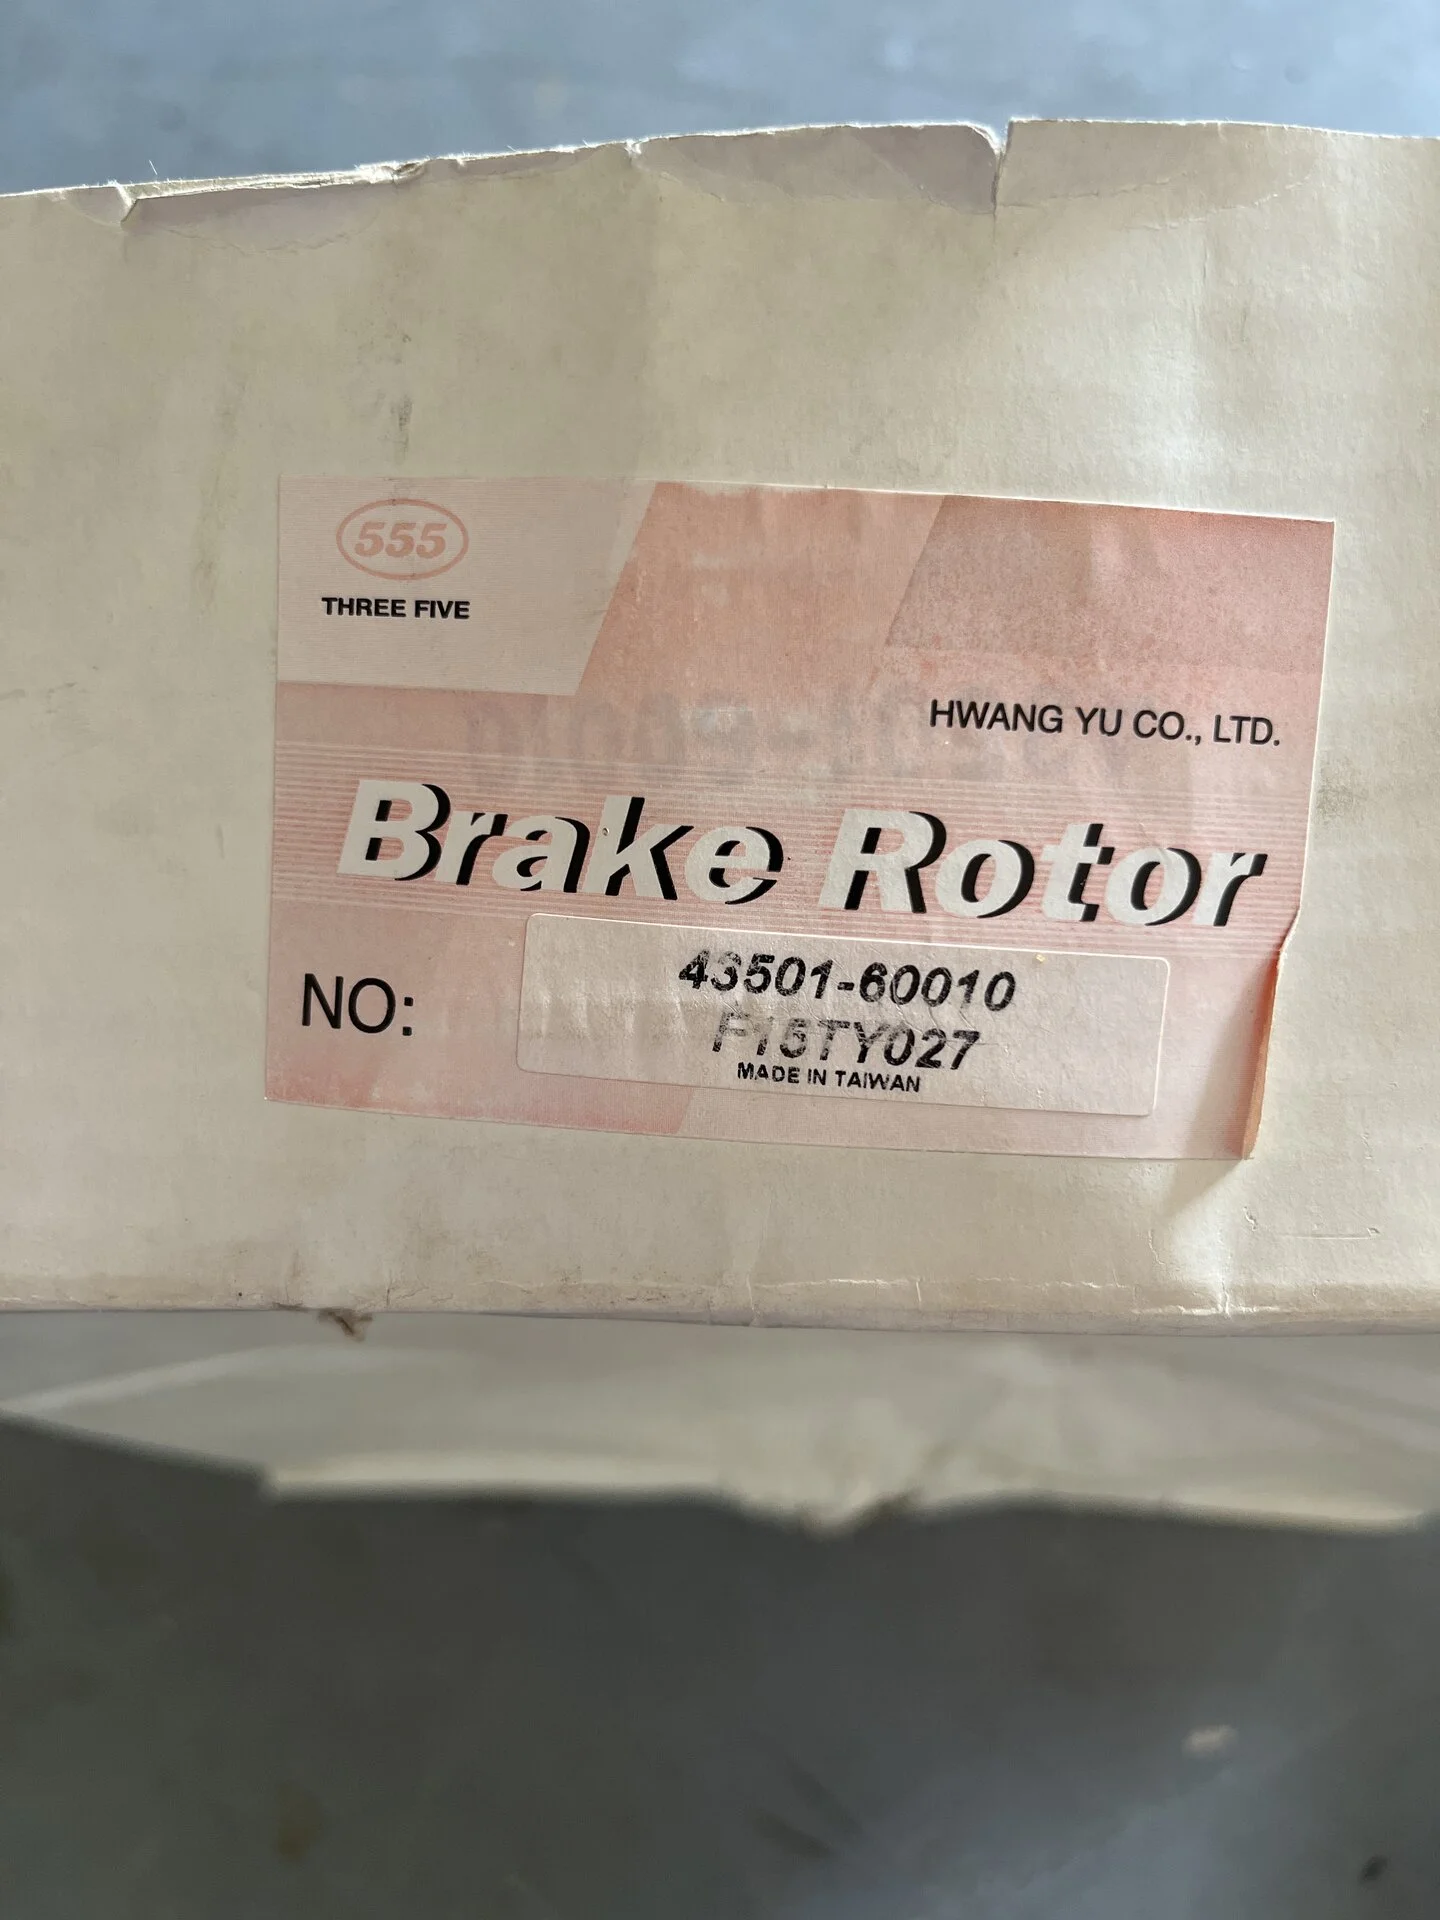 555
THREE FIVE
HWANG YU CO., LTD.
Brake Rotor
NO:
43501-60010
F15TY027
MADE IN TAIWAN